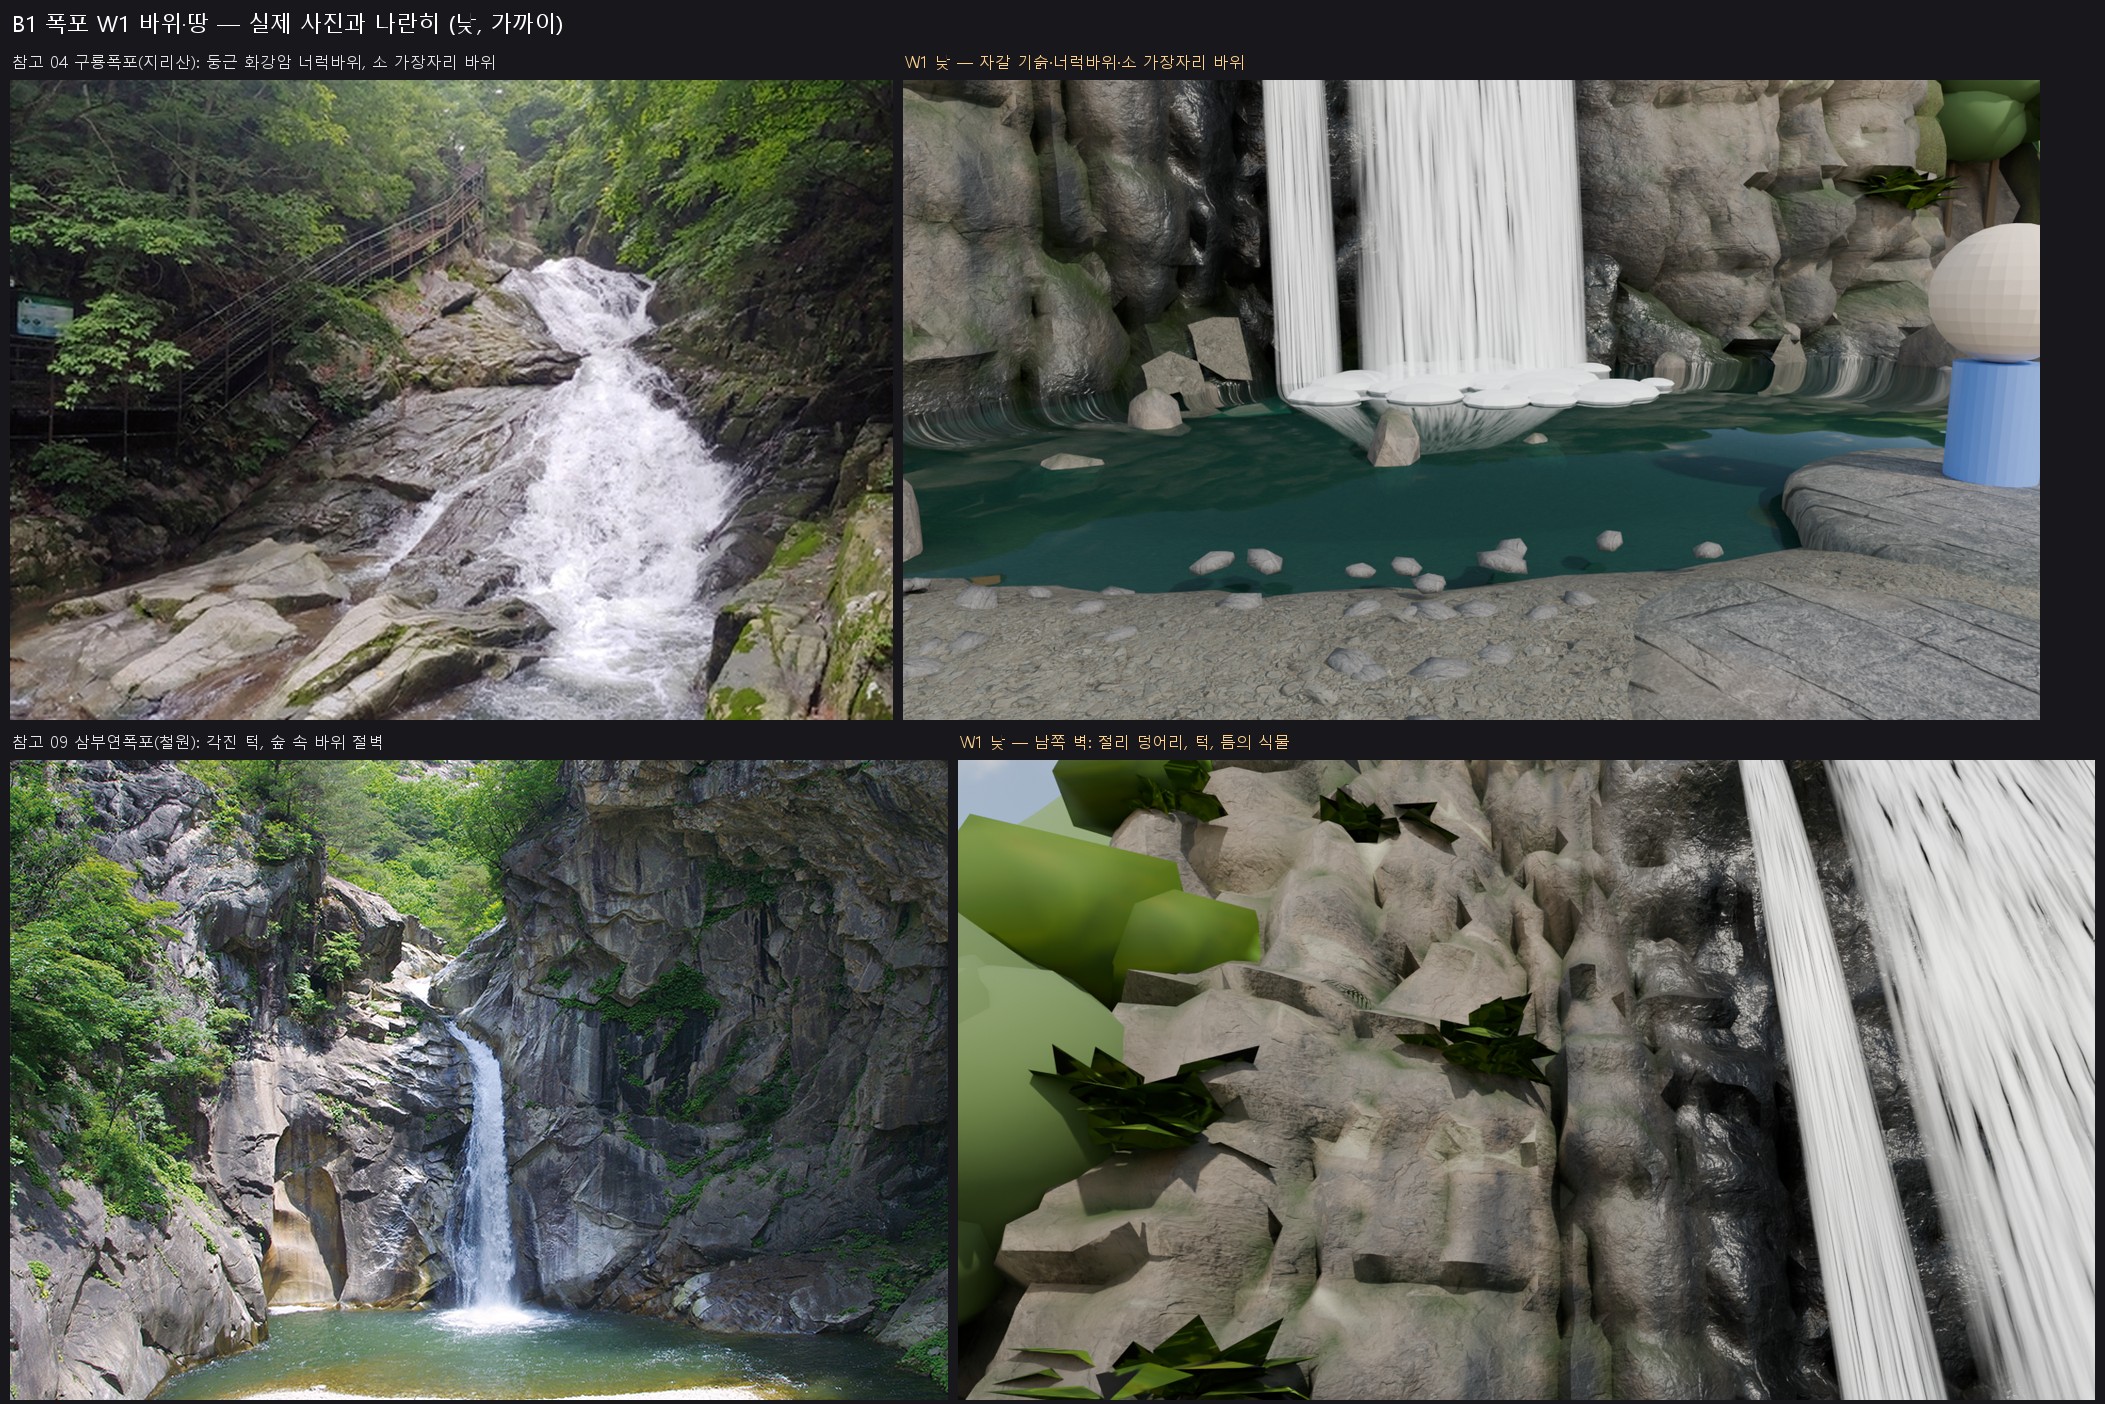 B1 폭포 W1 바위·땅 — 실제 사진과 나란히 (낮, 가까이)
참고 04 구룡폭포(지리산): 둥근 화강암 너럭바위, 소 가장자리 바위
W1 낮 — 자갈 기슭·너럭바위·소 가장자리 바위
참고 09 삼부연폭포(철원): 각진 턱, 숲 속 바위 절벽
W1 낮 — 남쪽 벽: 절리 덩어리, 턱, 틈의 식물